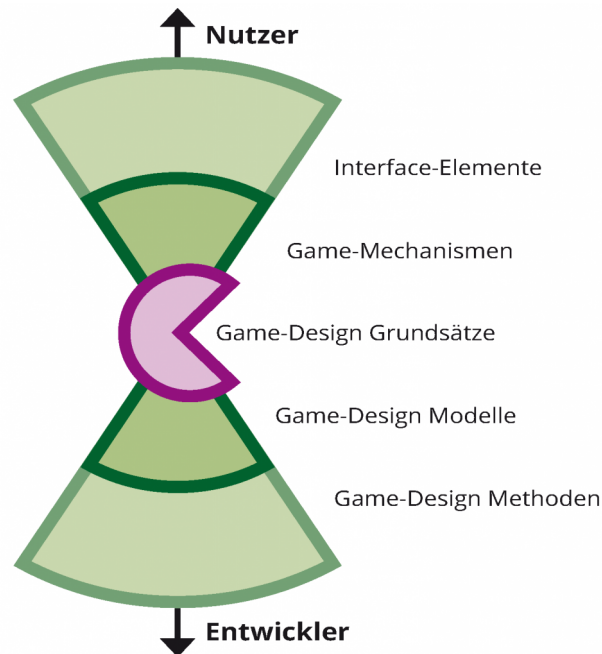 Nutzer
Interface-Elemente
Game-Mechanismen
Game-Design Grundsätze
Game-Design Modelle
Game-Design Methoden
Entwickler